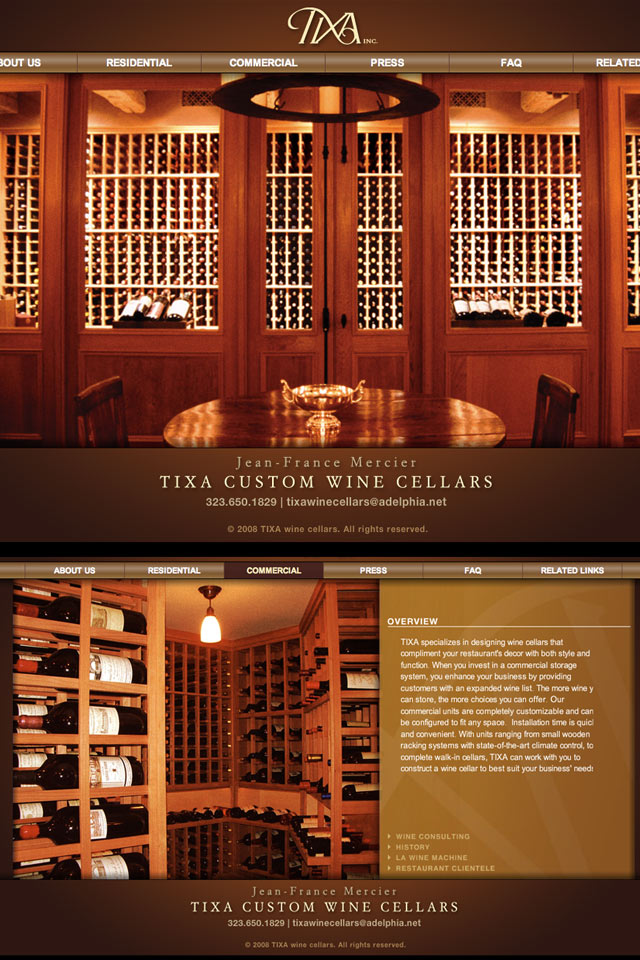 TIXA INC.
BOUT US RESIDENTIAL COMMERCIAL PRESS FAQ RELATED
Jean-France Mercier
TIXA CUSTOM WINE CELLARS
323.650.1829 | tixawinecellars@adelphia.net
© 2008 TIXA wine cellars. All rights reserved.
ABOUT US RESIDENTIAL COMMERCIAL PRESS FAQ RELATED LINKS
OVERVIEW
TIXA specializes in designing wine cellars that
compliment your restaurant's decor with both style and
function. When you invest in a commercial storage
system, you enhance your business by providing
customers with an expanded wine list. The more wine y
can store, the more choices you can offer. Our
commercial units are completely customizable and can
be configured to fit any space. Installation time is quicl
and convenient. With units ranging from small wooden
racking systems with state-of-the-art climate control, to
complete walk-in cellars, TIXA can work with you to
construct a wine cellar to best suit your business' needs
WINE CONSULTING
HISTORY
LA WINE MACHINE
RESTAURANT CLIENTELE
Jean-France Mercier
TIXA CUSTOM WINE CELLARS
323.650.1829 | tixawinecellars@adelphia.net
© 2008 TIXA wine cellars. All rights reserved.